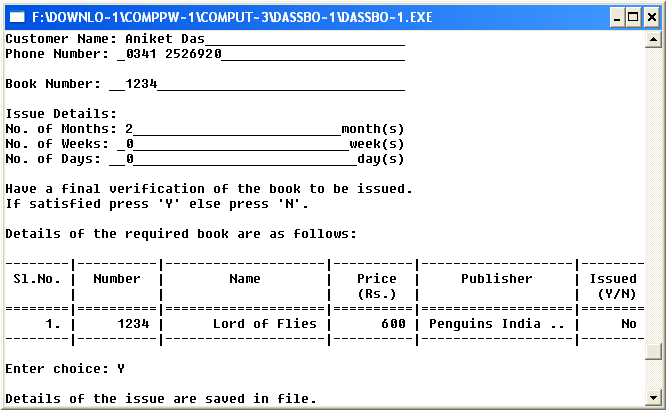 F:\DOWNLO~1\COMPPW~1\COMPUT~3\DASSBO~1\DASSBO~1.EXE
Customer Name: Aniket Das_________________________
Phone Number: _0341 2526920_______________________
Book Number: __1234_______________________________
Issue Details:
No. of Months: 2__________________________month(s)
No. of Weeks: _0___________________________week(s)
No. of Days: __0____________________________day(s)
Have a final verification of the book to be issued.
If satisfied press 'Y' else press 'N'.
Details of the required book are as follows:
--------|----------|--------------------|----------|-------------------|--------
Sl.No. | Number | Name | Price | Publisher | Issued
| | | (Rs.) | | (Y/N)
========|==========|====================|==========|===================|========
1. | 1234 | Lord of Flies | 600 | Penguins India .. | No
--------|----------|--------------------|----------|-------------------|--------
Enter choice: Y
Details of the issue are saved in file.